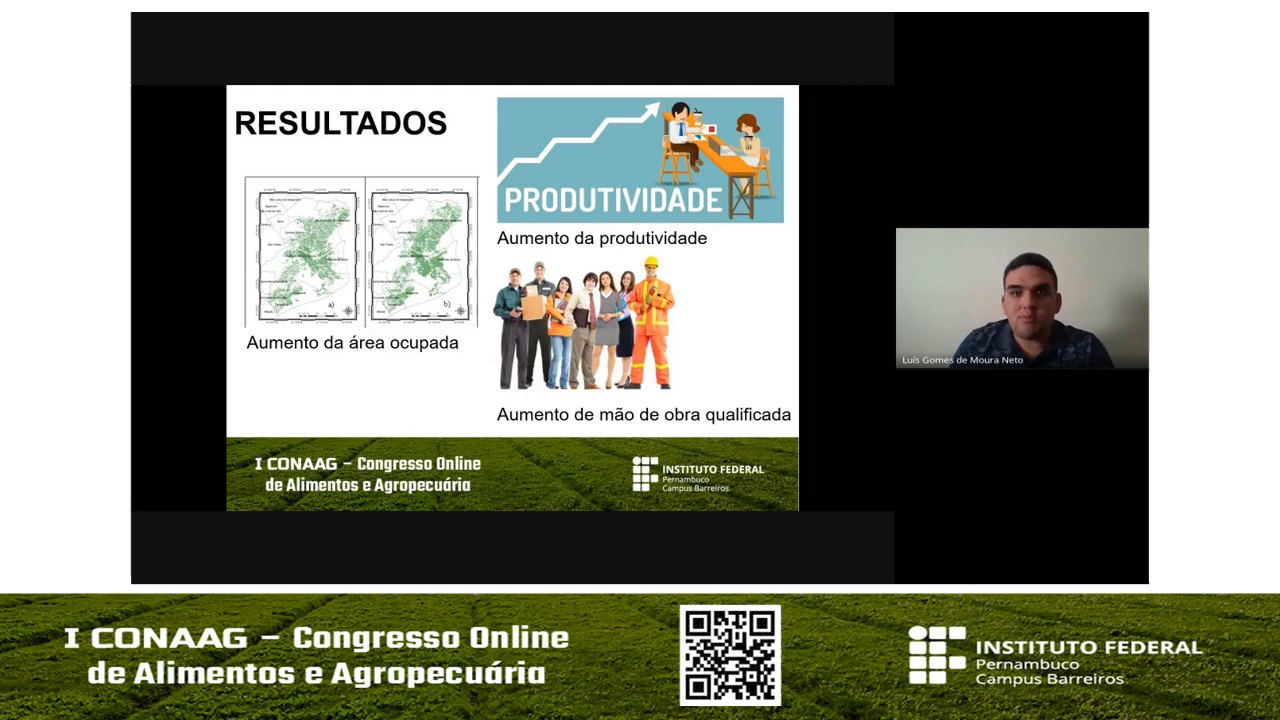 RESULTADOS
PRODUTIVIDADE
Aumento da produtividade
a)
b)
Aumento da área ocupada
Aumento de mão de obra qualificada
I CONAAG – Congresso Online
de Alimentos e Agropecuária
INSTITUTO FEDERAL
Pernambuco
Campus Barreiros
Luís Gomes de Moura Neto
I CONAAG – Congresso Online
de Alimentos e Agropecuária
INSTITUTO FEDERAL
Pernambuco
Campus Barreiros